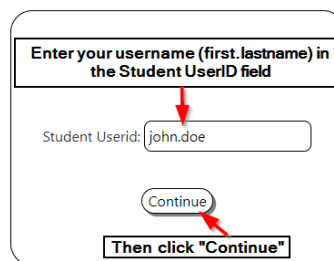 Enter your username (first.lastname) in
the Student UserID field
Student Userid: john.doe
Continue
Then click "Continue"